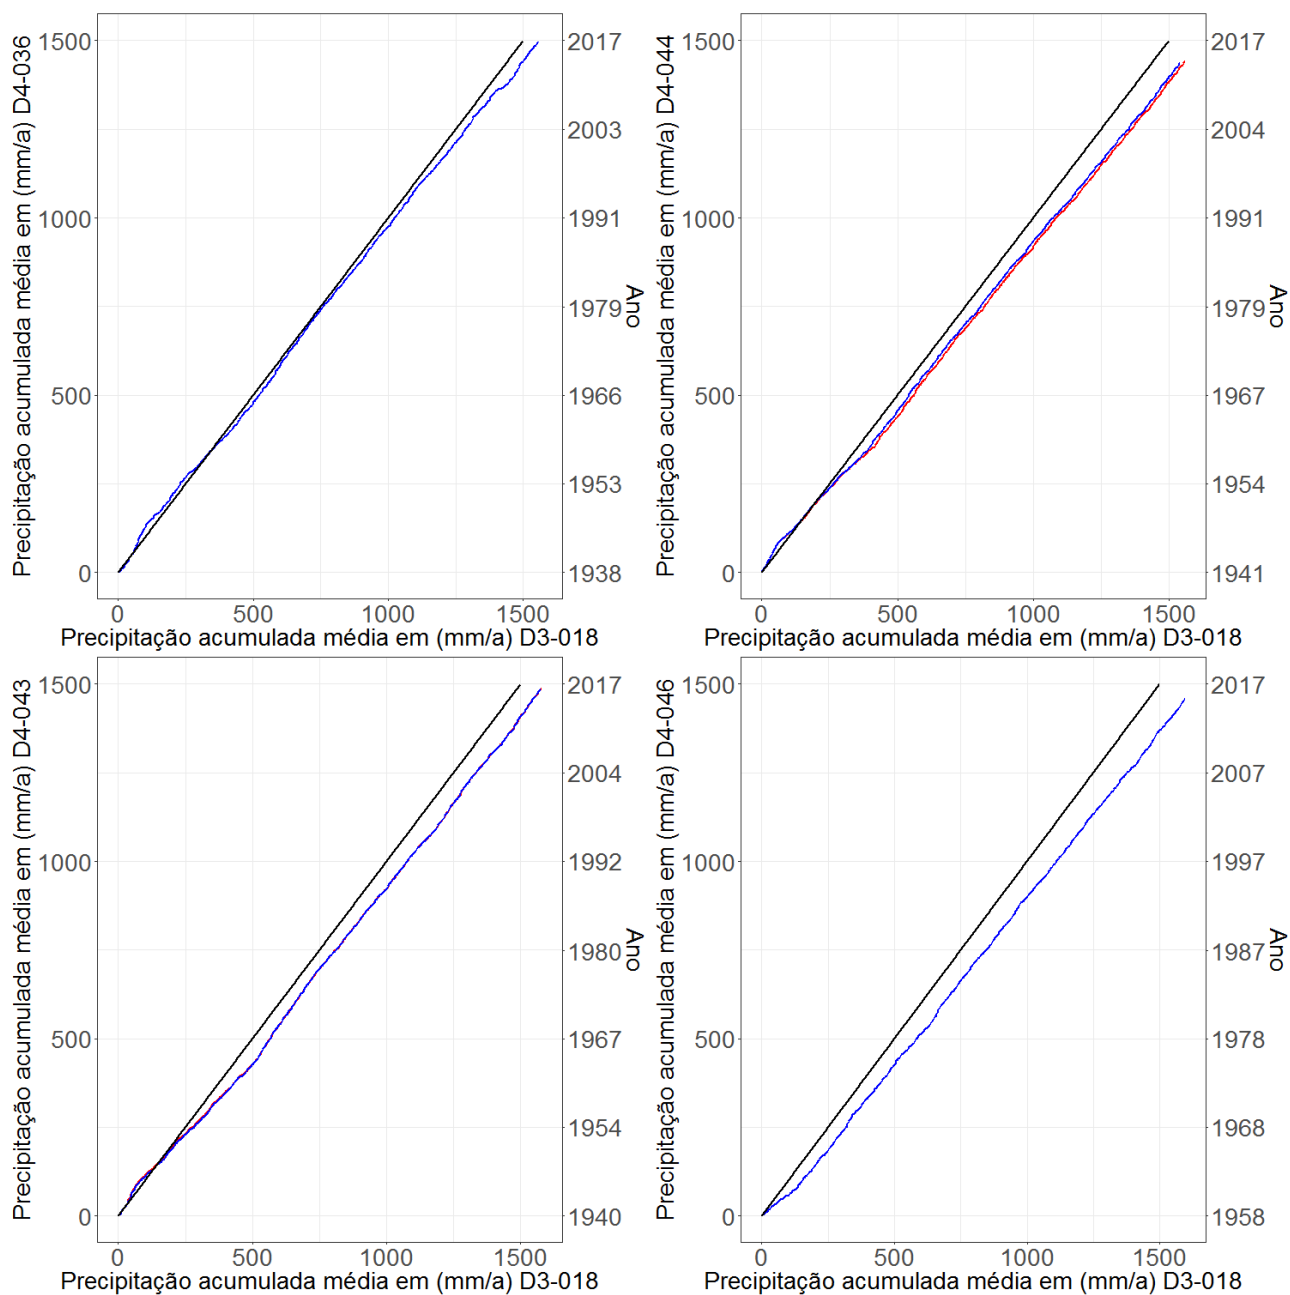 Precipitação acumulada média em (mm/a) D4-036
1500
1000
500
0
2017
2003
1991
1979
1966
1953
1938
Ano
0 500 1000 1500
Precipitação acumulada média em (mm/a) D3-018
Precipitação acumulada média em (mm/a) D4-044
1500
1000
500
0
2017
2004
1991
1979
1967
1954
1941
Ano
0 500 1000 1500
Precipitação acumulada média em (mm/a) D3-018
Precipitação acumulada média em (mm/a) D4-043
1500
1000
500
0
2017
2004
1992
1980
1967
1954
1940
Ano
0 500 1000 1500
Precipitação acumulada média em (mm/a) D3-018
Precipitação acumulada média em (mm/a) D4-046
1500
1000
500
0
2017
2007
1997
1987
1978
1968
1958
Ano
0 500 1000 1500
Precipitação acumulada média em (mm/a) D3-018